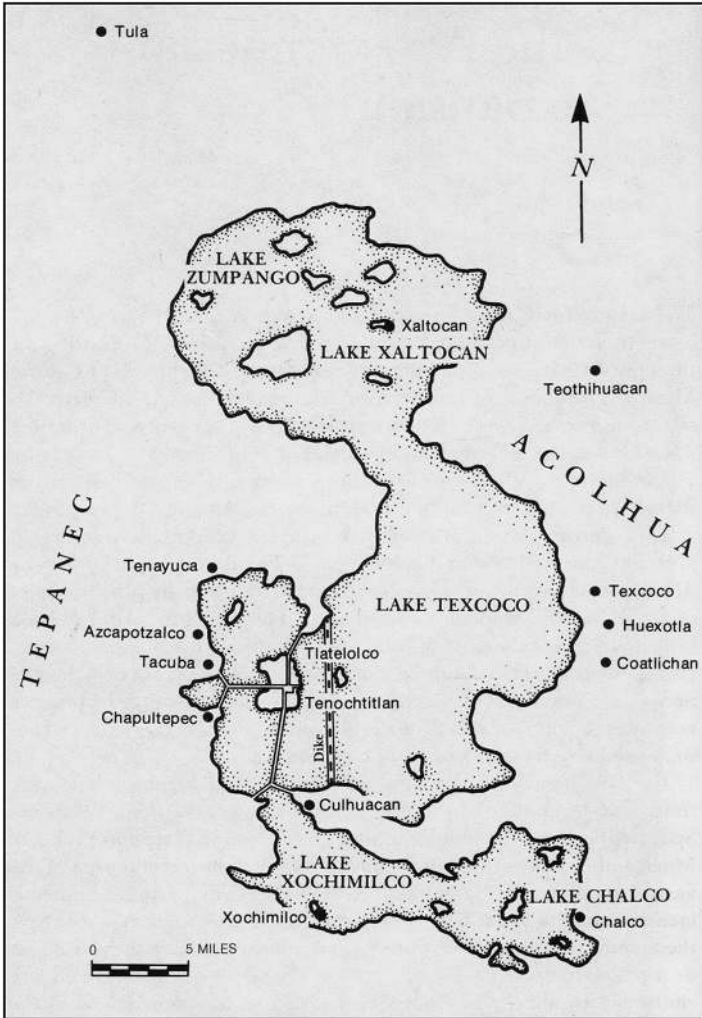 Tula
N
LAKE
ZUMPANGO
Xaltocan
LAKE XALTOCAN
Teothihuacan
ACOLHUA
TEPANEC
Tenayuca
LAKE TEXCOCO
Texcoco
Azcapotzalco
Huexotla
Tlatelolco
Tacuba
Coatlichan
Tenochtitlan
Chapultepec
Dike
Culhuacan
LAKE
XOCHIMILCO
LAKE CHALCO
Xochimilco
Chalco
0 5 MILES